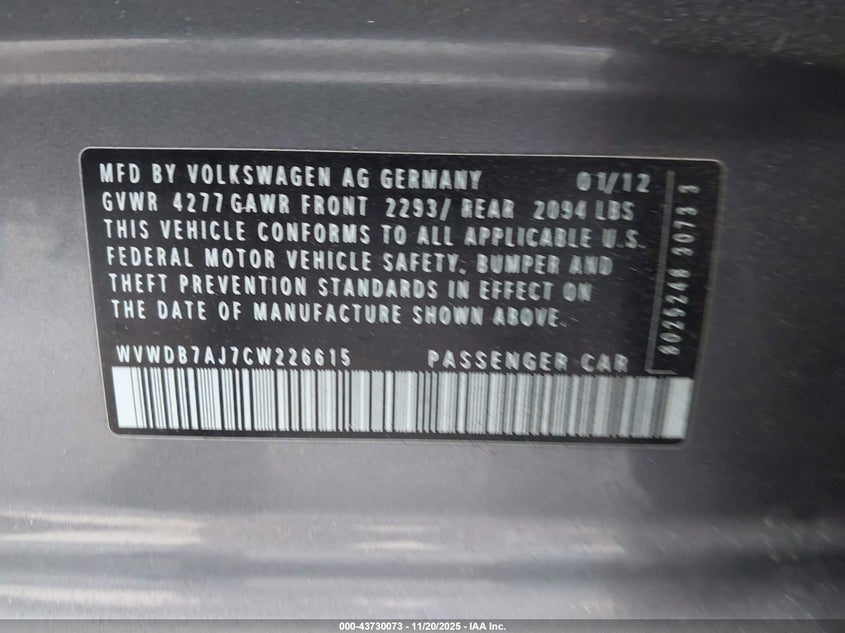 MFD BY VOLKSWAGEN AG GERMANY 01/12
GVWR 4277 GAWR FRONT 2293/ REAR 2094 LBS
THIS VEHICLE CONFORMS TO ALL APPLICABLE U.S.
FEDERAL MOTOR VEHICLE SAFETY, BUMPER AND
THEFT PREVENTION STANDARDS IN EFFECT ON
THE DATE OF MANUFACTURE SHOWN ABOVE.
WVWDB7AJ7CW226615 PASSENGER CAR
8025248 3073 3
000-43730073 - 11/20/2025 - IAA Inc.